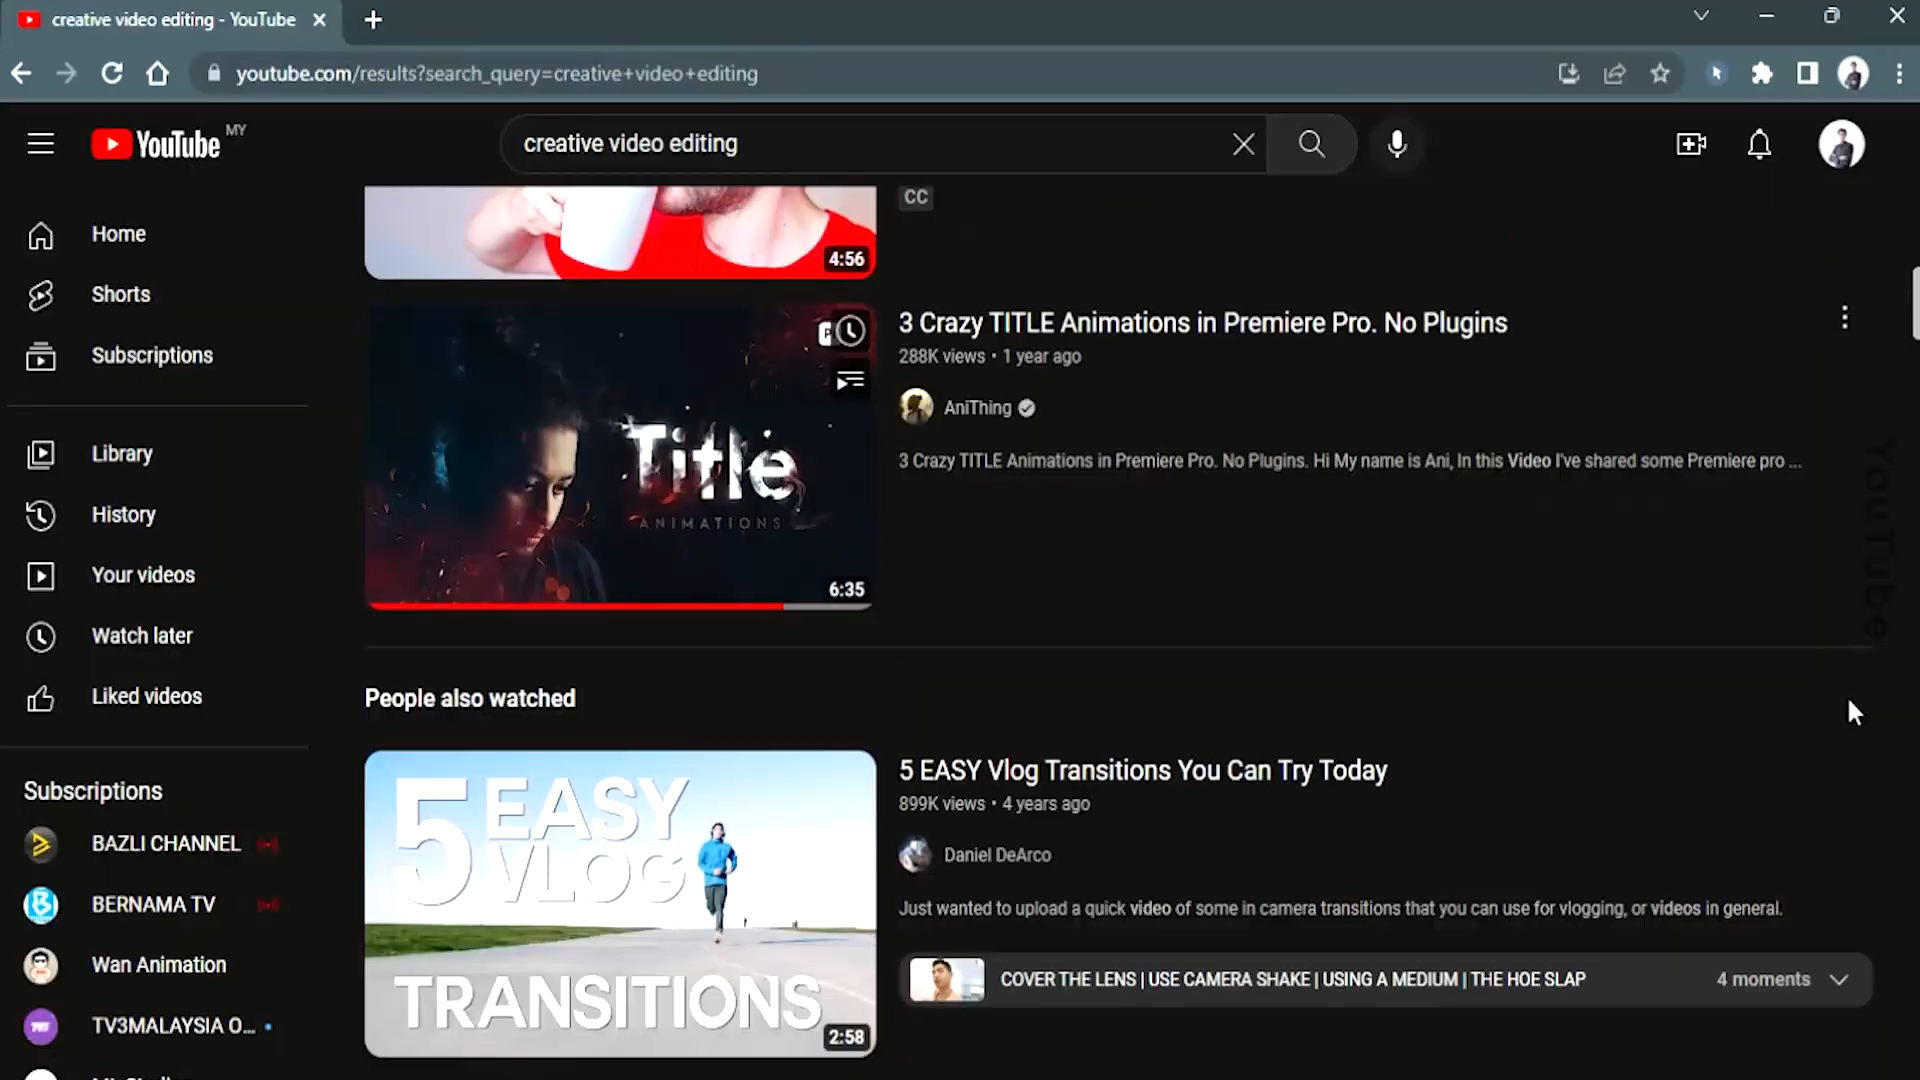 creative video editing - YouTube
youtube.com/results?search_query=creative+video+editing
YouTube MY
creative video editing
Home
Shorts
Subscriptions
Library
History
Your videos
Watch later
Liked videos
Subscriptions
BAZLI CHANNEL
BERNAMA TV
Wan Animation
TV3MALAYSIA O...
4:56
CC
Title
ANIMATIONS
6:35
3 Crazy TITLE Animations in Premiere Pro. No Plugins
288K views • 1 year ago
AniThing
3 Crazy TITLE Animations in Premiere Pro. No Plugins. Hi My name is Ani, In this Video I've shared some Premiere pro ...
YouTube
People also watched
5 EASY
VLOG
TRANSITIONS
2:58
5 EASY Vlog Transitions You Can Try Today
899K views • 4 years ago
Daniel DeArco
Just wanted to upload a quick video of some in camera transitions that you can use for vlogging, or videos in general.
COVER THE LENS | USE CAMERA SHAKE | USING A MEDIUM | THE HOE SLAP
4 moments